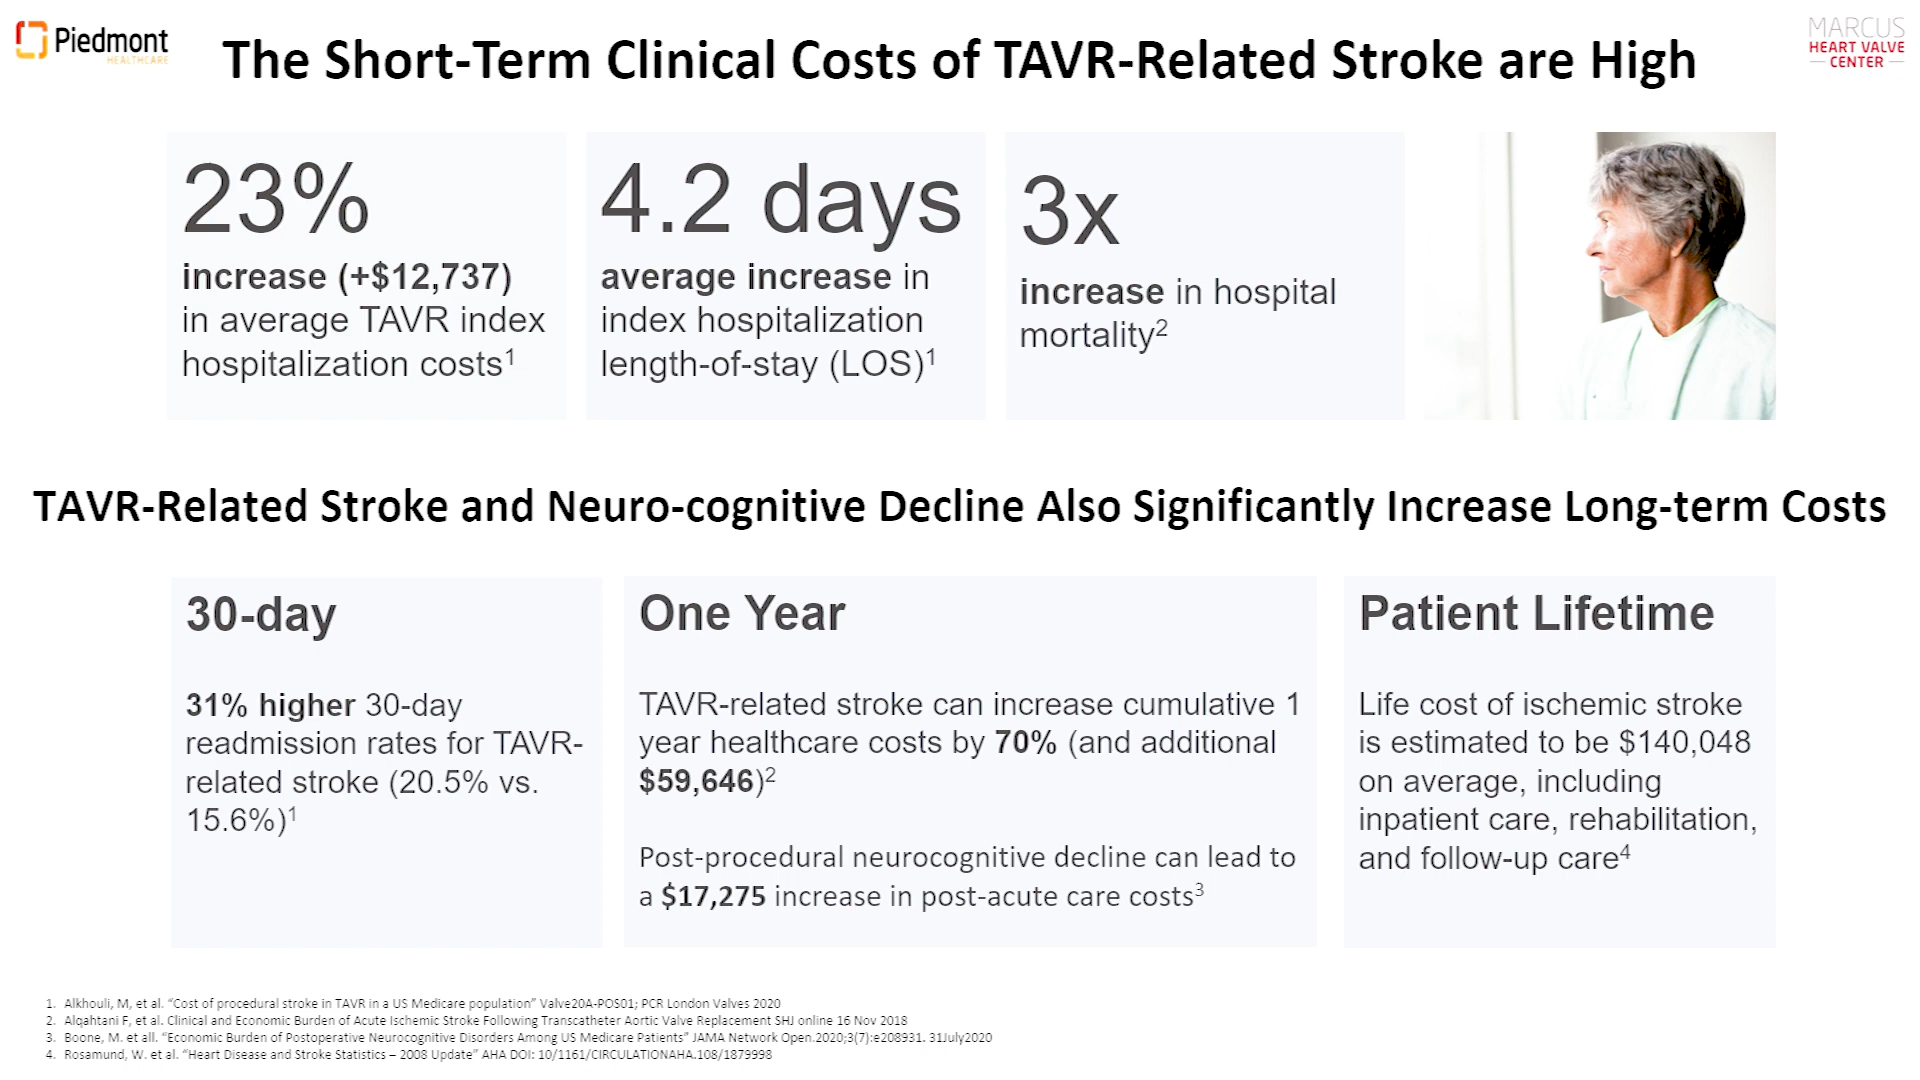 Piedmont
HEALTHCARE
The Short-Term Clinical Costs of TAVR-Related Stroke are High
MARCUS
HEART VALVE
CENTER
23%
increase (+$12,737)
in average TAVR index
hospitalization costs¹
4.2 days
average increase in
index hospitalization
length-of-stay (LOS)¹
3x
increase in hospital
mortality²
TAVR-Related Stroke and Neuro-cognitive Decline Also Significantly Increase Long-term Costs
30-day
31% higher 30-day
readmission rates for TAVR-
related stroke (20.5% vs.
15.6%)¹
One Year
TAVR-related stroke can increase cumulative 1
year healthcare costs by 70% (and additional
$59,646)²
Post-procedural neurocognitive decline can lead to
a $17,275 increase in post-acute care costs³
Patient Lifetime
Life cost of ischemic stroke
is estimated to be $140,048
on average, including
inpatient care, rehabilitation,
and follow-up care⁴
1. Alkhouli, M, et al. “Cost of procedural stroke in TAVR in a US Medicare population” Valve20A-POS01; PCR London Valves 2020
2. Alqahtani F, et al. Clinical and Economic Burden of Acute Ischemic Stroke Following Transcatheter Aortic Valve Replacement SHJ online 16 Nov 2018
3. Boone, M. et all. “Economic Burden of Postoperative Neurocognitive Disorders Among US Medicare Patients” JAMA Network Open.2020;3(7):e208931. 31July2020
4. Rosamund, W. et al. “Heart Disease and Stroke Statistics – 2008 Update” AHA DOI: 10/1161/CIRCULATIONAHA.108/1879998